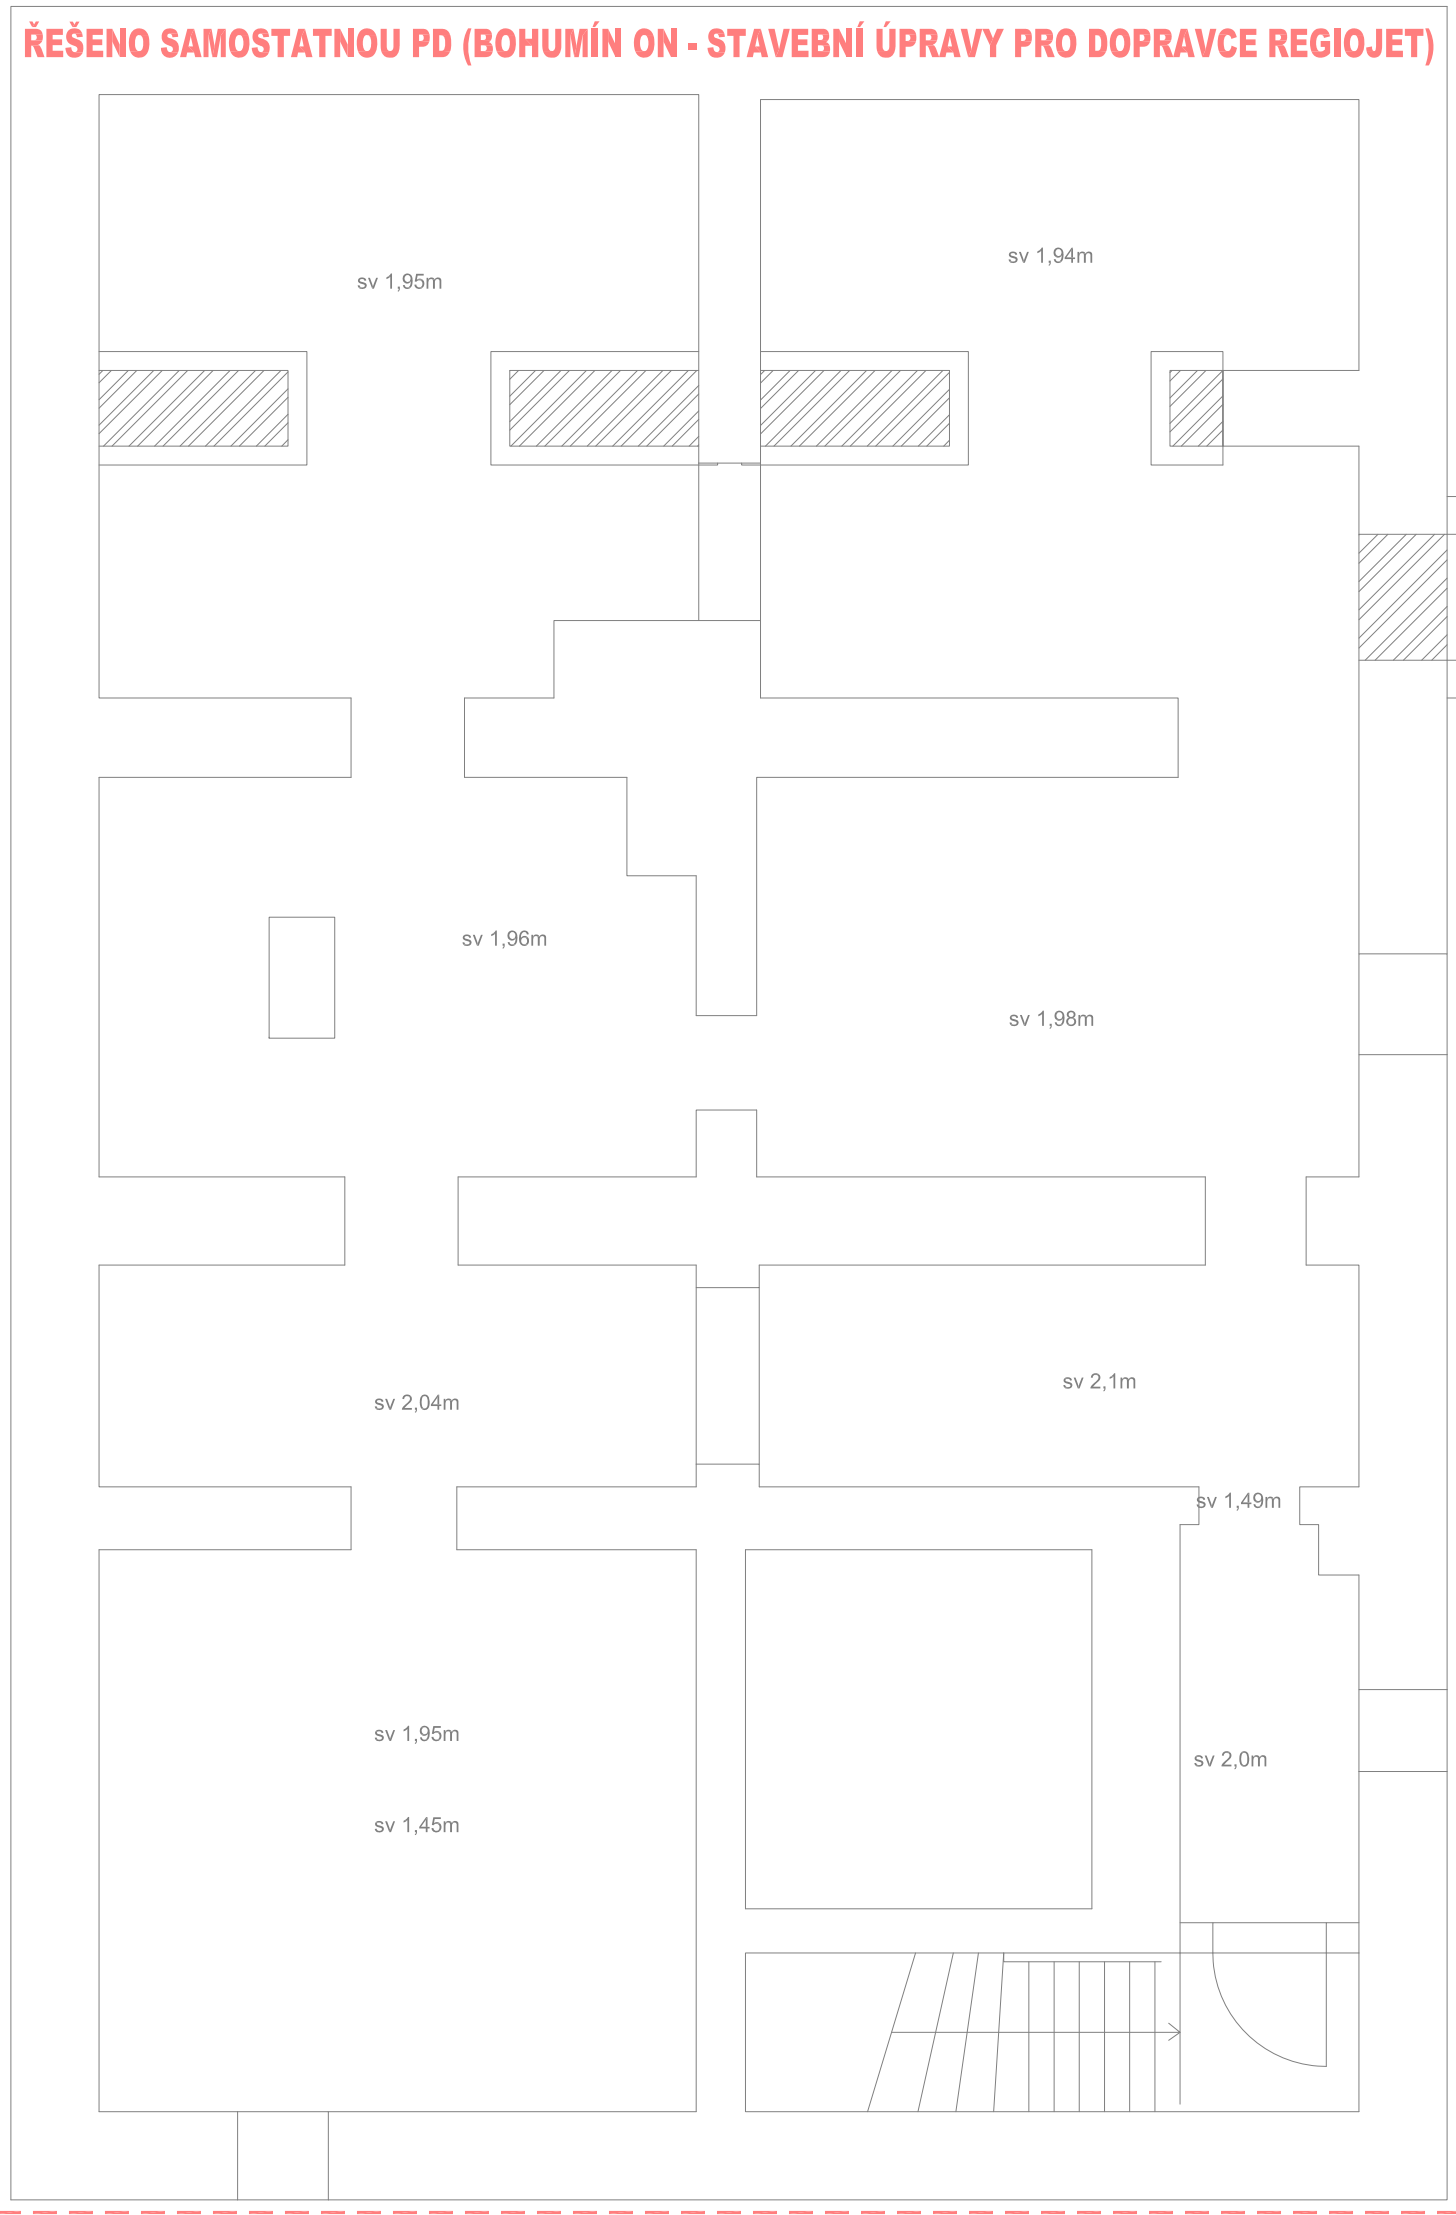 ŘEŠENO SAMOSTATNOU PD (BOHUMÍN ON - STAVEBNÍ ÚPRAVY PRO DOPRAVCE REGIOJET)
sv 1,94m
sv 1,95m
sv 1,96m
sv 1,98m
sv 2,1m
sv 2,04m
sv 1,49m
sv 1,95m
sv 2,0m
sv 1,45m